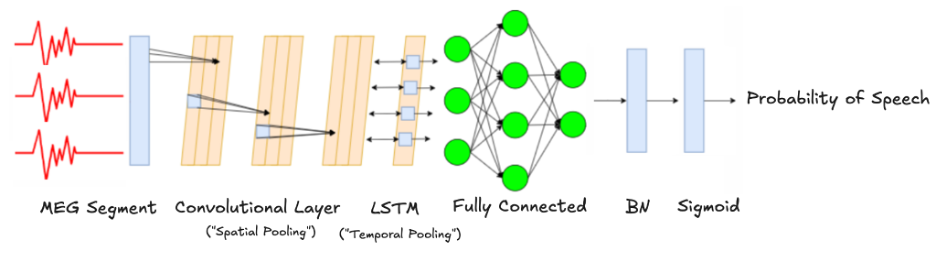 Probability of Speech
MEG Segment
Convolutional Layer
("Spatial Pooling")
LSTM
("Temporal Pooling")
Fully Connected
BN
Sigmoid